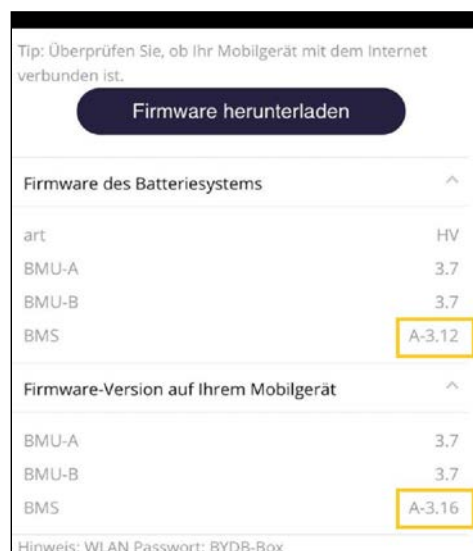 Tip: Überprüfen Sie, ob Ihr Mobilgerät mit dem Internet
verbunden ist.
Firmware herunterladen
Firmware des Batteriesystems
art HV
BMU-A 3.7
BMU-B 3.7
BMS A-3.12
Firmware-Version auf Ihrem Mobilgerät
BMU-A 3.7
BMU-B 3.7
BMS A-3.16
Hinweis: WLAN Passwort: BYDB-Box